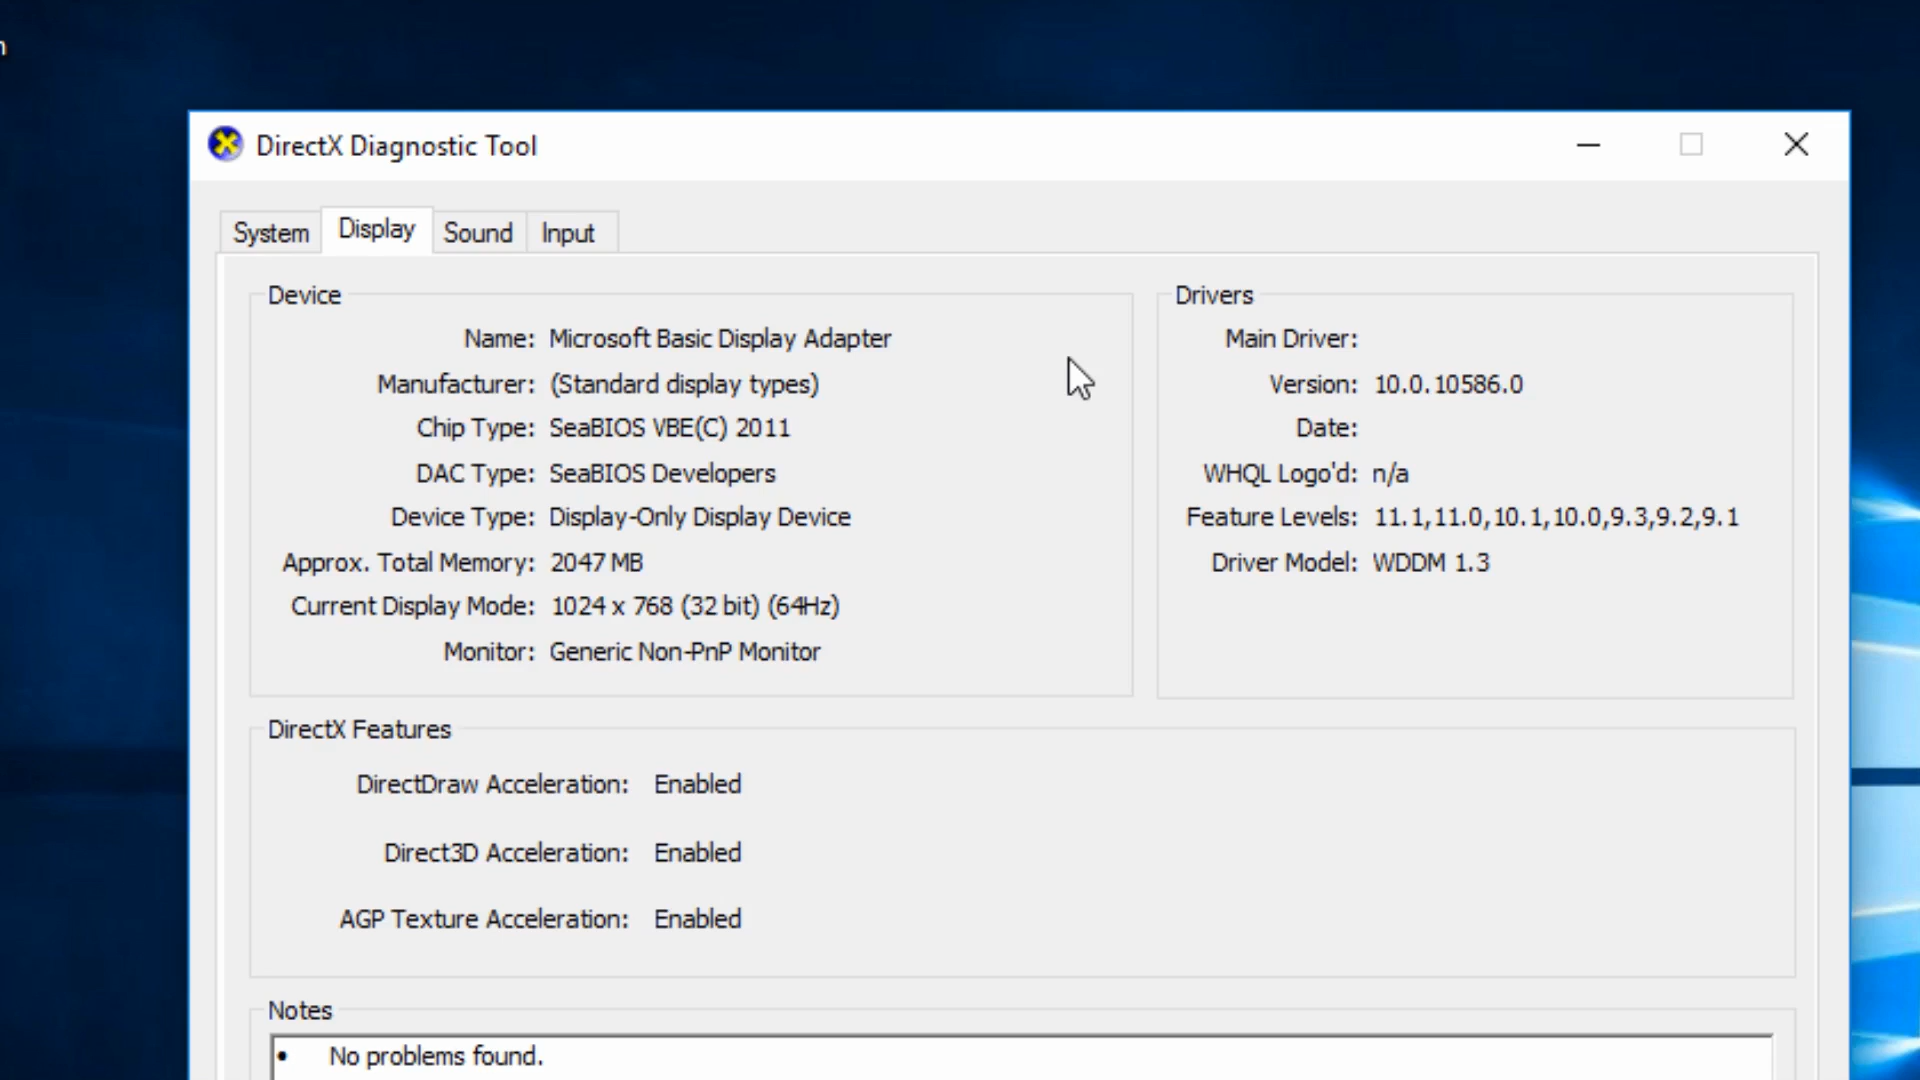 n
DirectX Diagnostic Tool
System Display Sound Input
Device
Name: Microsoft Basic Display Adapter
Manufacturer: (Standard display types)
Chip Type: SeaBIOS VBE(C) 2011
DAC Type: SeaBIOS Developers
Device Type: Display-Only Display Device
Approx. Total Memory: 2047 MB
Current Display Mode: 1024 x 768 (32 bit) (64Hz)
Monitor: Generic Non-PnP Monitor
Drivers
Main Driver:
Version: 10.0.10586.0
Date:
WHQL Logo'd: n/a
Feature Levels: 11.1,11.0,10.1,10.0,9.3,9.2,9.1
Driver Model: WDDM 1.3
DirectX Features
DirectDraw Acceleration: Enabled
Direct3D Acceleration: Enabled
AGP Texture Acceleration: Enabled
Notes
• No problems found.